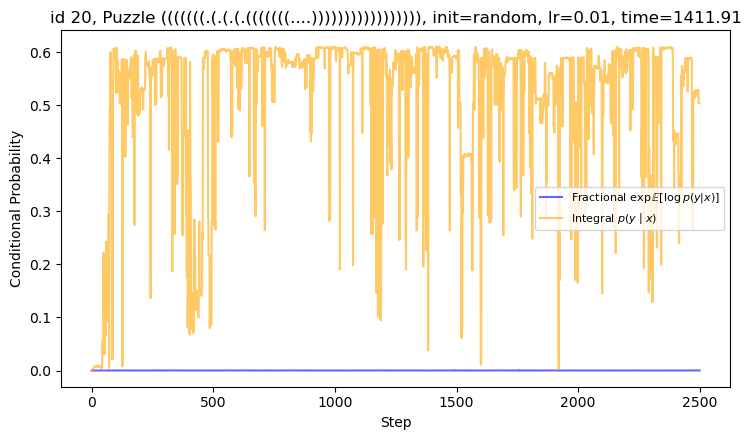 id 20, Puzzle (((((((.(.(.(.(((((((....))))))))))))))))), init=random, lr=0.01, time=1411.91
0.6
0.5
0.4
0.3
0.2
0.1
0.0
Conditional Probability
Fractional exp𝔼[log p(y|x)]
Integral p(y | x)
0 500 1000 1500 2000 2500
Step